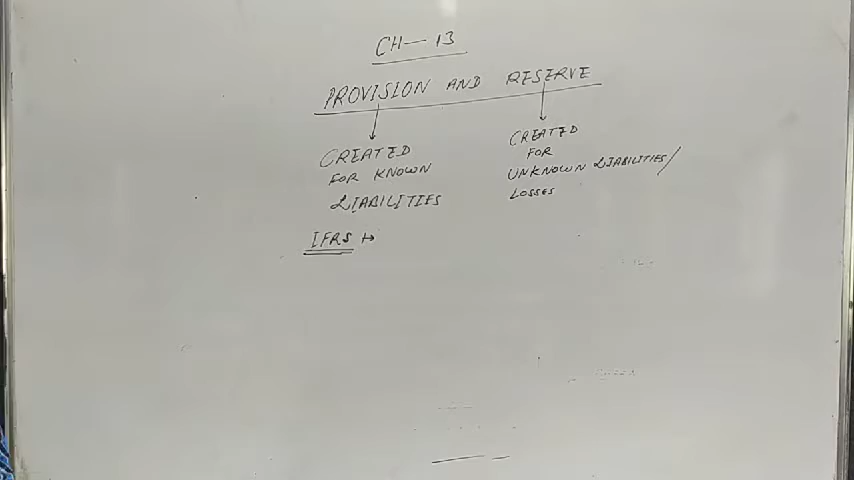 CH — 13
PROVISION AND RESERVE
CREATED
FOR KNOWN
LIABILITIES
CREATED
FOR
UNKNOWN LIABILITIES/
LOSSES
IFRS ↦